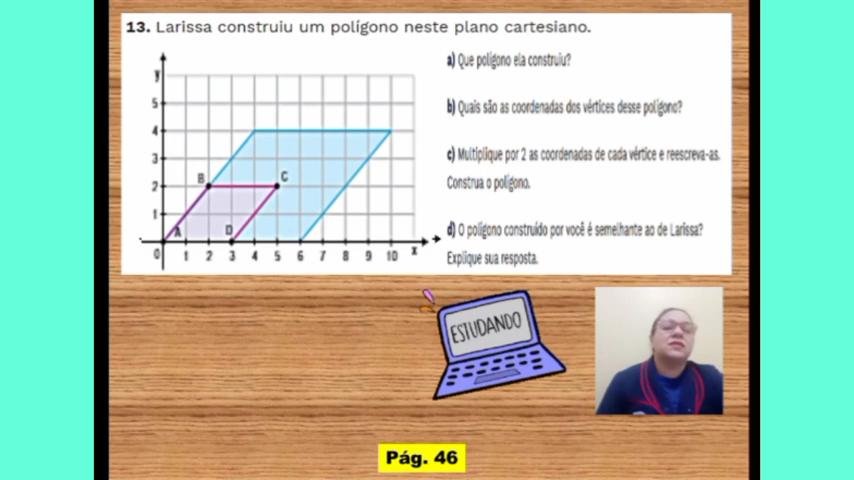 13. Larissa construiu um polígono neste plano cartesiano.
a) Que polígono ela construiu?
b) Quais são as coordenadas dos vértices desse polígono?
c) Multiplique por 2 as coordenadas de cada vértice e reescreva-as.
Construa o polígono.
d) O polígono construído por você é semelhante ao de Larissa?
Explique sua resposta.
y
5
4
3
2
1
B
C
A
D
0 1 2 3 4 5 6 7 8 9 10 x
ESTUDANDO
Pág. 46